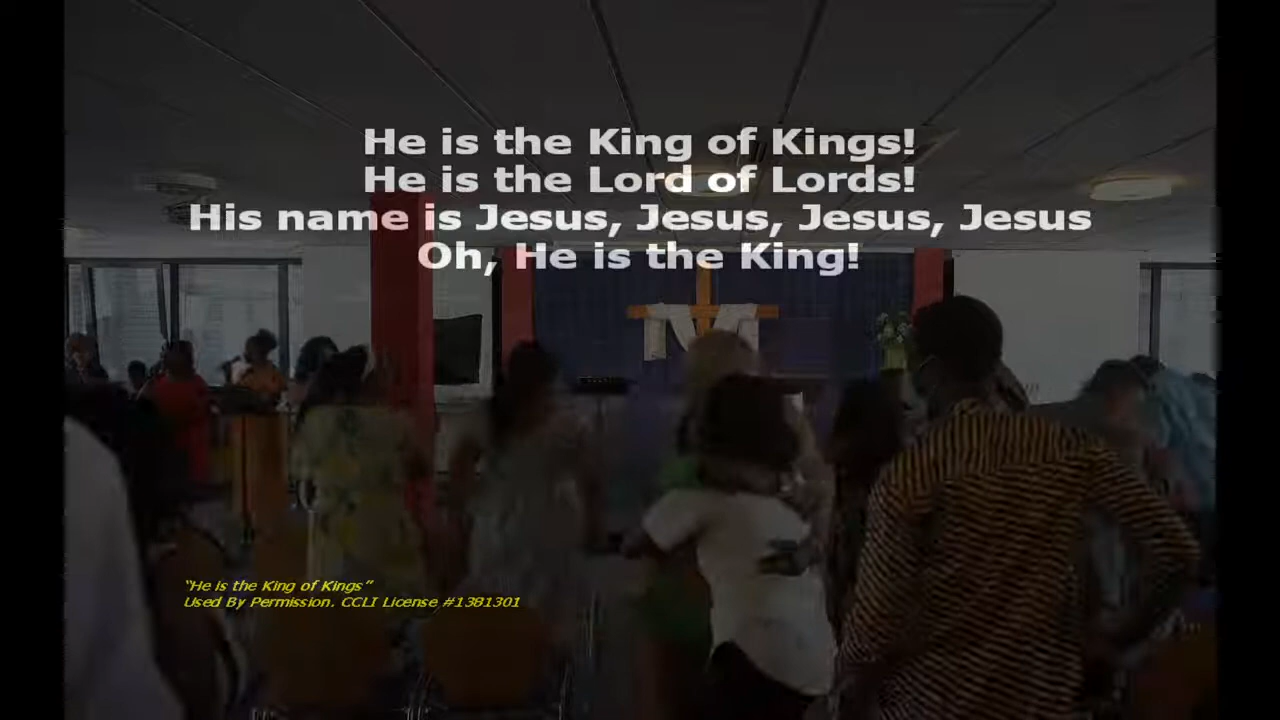 He is the King of Kings!
He is the Lord of Lords!
His name is Jesus, Jesus, Jesus, Jesus
Oh, He is the King!
“He is the King of Kings”
Used By Permission. CCLI License #1381301